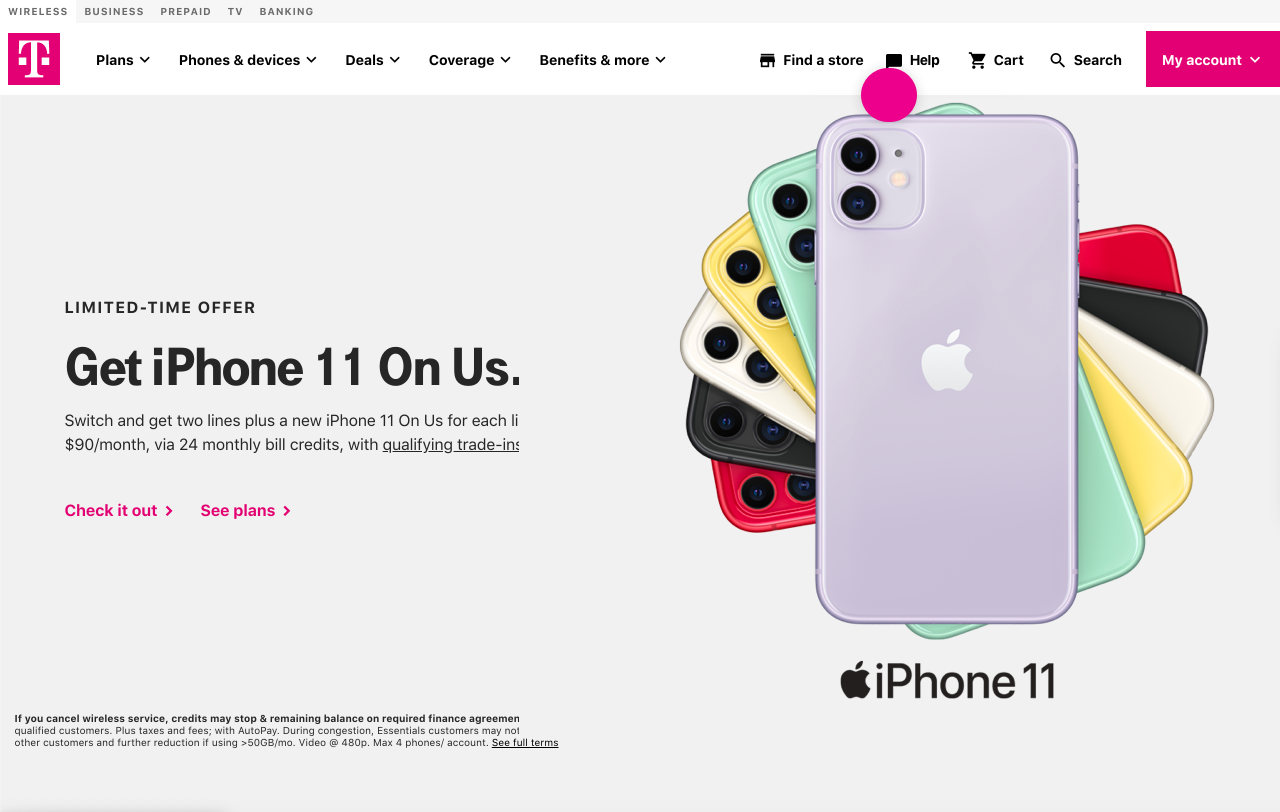 WIRELESS BUSINESS PREPAID TV BANKING
T Plans Phones & devices Deals Coverage Benefits & more Find a store Help Cart Search My account
LIMITED-TIME OFFER
Get iPhone 11 On Us.
Switch and get two lines plus a new iPhone 11 On Us for each li
$90/month, via 24 monthly bill credits, with qualifying trade-ins
Check it out See plans
iPhone 11
If you cancel wireless service, credits may stop & remaining balance on required finance agreemen
qualified customers. Plus taxes and fees; with AutoPay. During congestion, Essentials customers may not
other customers and further reduction if using >50GB/mo. Video @ 480p. Max 4 phones/ account. See full terms